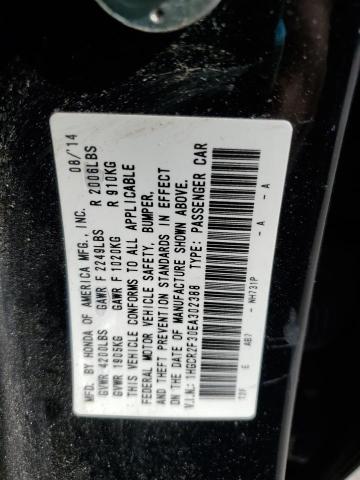 MFD. BY HONDA OF AMERICA MFG., INC. 08/'14
GVWR 4200LBS GAWR F 2249LBS R 2006LBS
GVWR 1905KG GAWR F 1020KG R 910KG
THIS VEHICLE CONFORMS TO ALL APPLICABLE
FEDERAL MOTOR VEHICLE SAFETY, BUMPER,
AND THEFT PREVENTION STANDARDS IN EFFECT
ON THE DATE OF MANUFACTURE SHOWN ABOVE.
V.I.N.: 1HGCR2F30EA302388 TYPE: PASSENGER CAR
E AB7 - NH731P - A - A